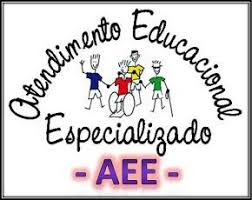 Atendimento Educacional
Especializado
- AEE -